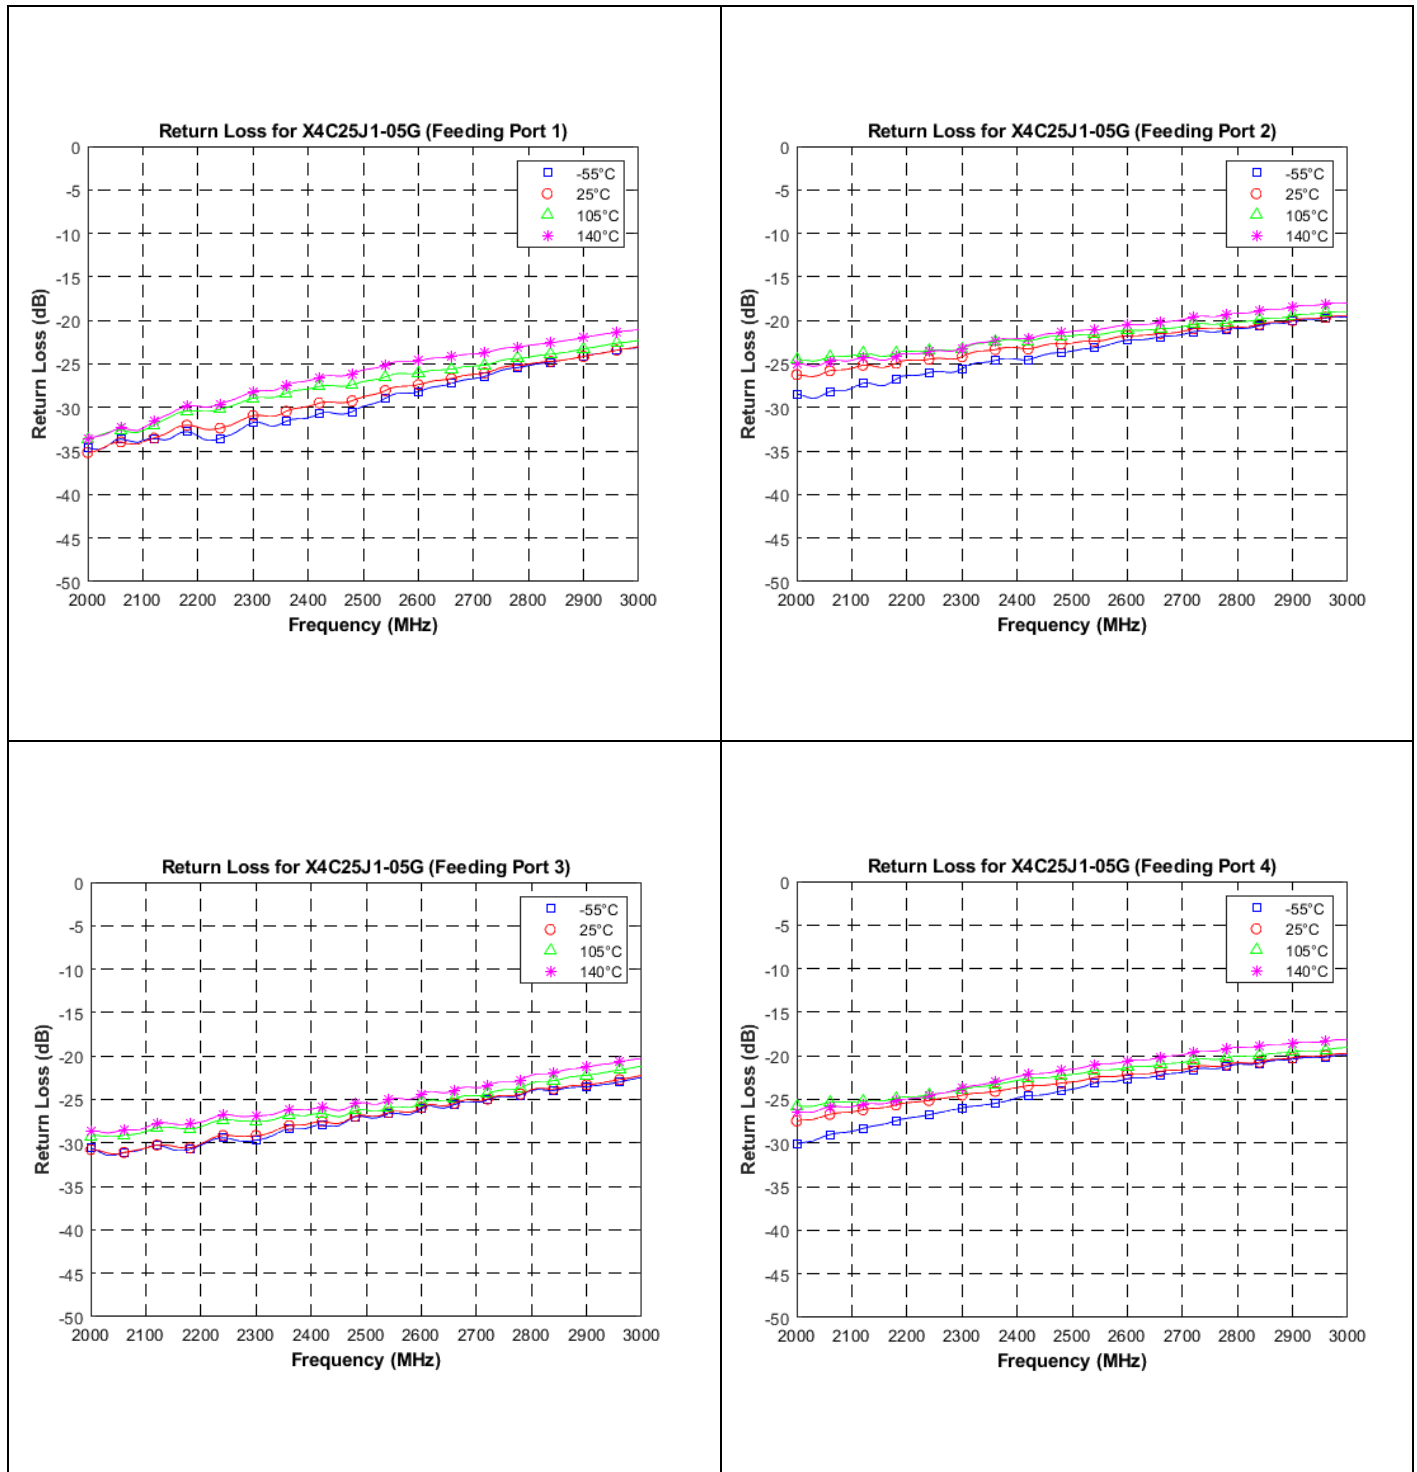 Return Loss for X4C25J1-05G (Feeding Port 1)
0
-5
-10
-15
-20
-25
-30
-35
-40
-45
-50
Return Loss (dB)
-55°C
25°C
105°C
140°C
2000 2100 2200 2300 2400 2500 2600 2700 2800 2900 3000
Frequency (MHz)
Return Loss for X4C25J1-05G (Feeding Port 2)
0
-5
-10
-15
-20
-25
-30
-35
-40
-45
-50
Return Loss (dB)
-55°C
25°C
105°C
140°C
2000 2100 2200 2300 2400 2500 2600 2700 2800 2900 3000
Frequency (MHz)
Return Loss for X4C25J1-05G (Feeding Port 3)
0
-5
-10
-15
-20
-25
-30
-35
-40
-45
-50
Return Loss (dB)
-55°C
25°C
105°C
140°C
2000 2100 2200 2300 2400 2500 2600 2700 2800 2900 3000
Frequency (MHz)
Return Loss for X4C25J1-05G (Feeding Port 4)
0
-5
-10
-15
-20
-25
-30
-35
-40
-45
-50
Return Loss (dB)
-55°C
25°C
105°C
140°C
2000 2100 2200 2300 2400 2500 2600 2700 2800 2900 3000
Frequency (MHz)